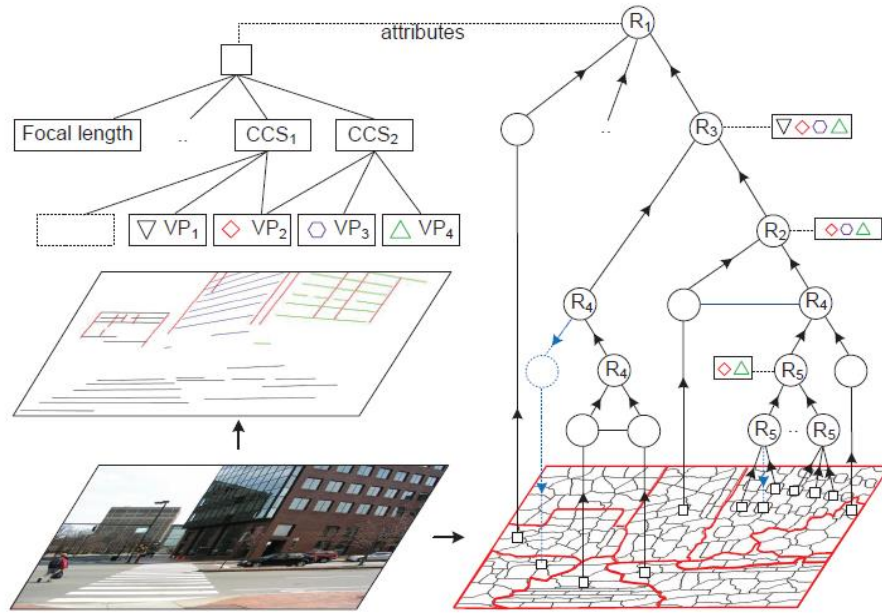 attributes
R1
Focal length
..
CCS1
CCS2
..
R3
VP1
VP2
VP3
VP4
R2
R4
R4
R4
R5
R5
..
R5